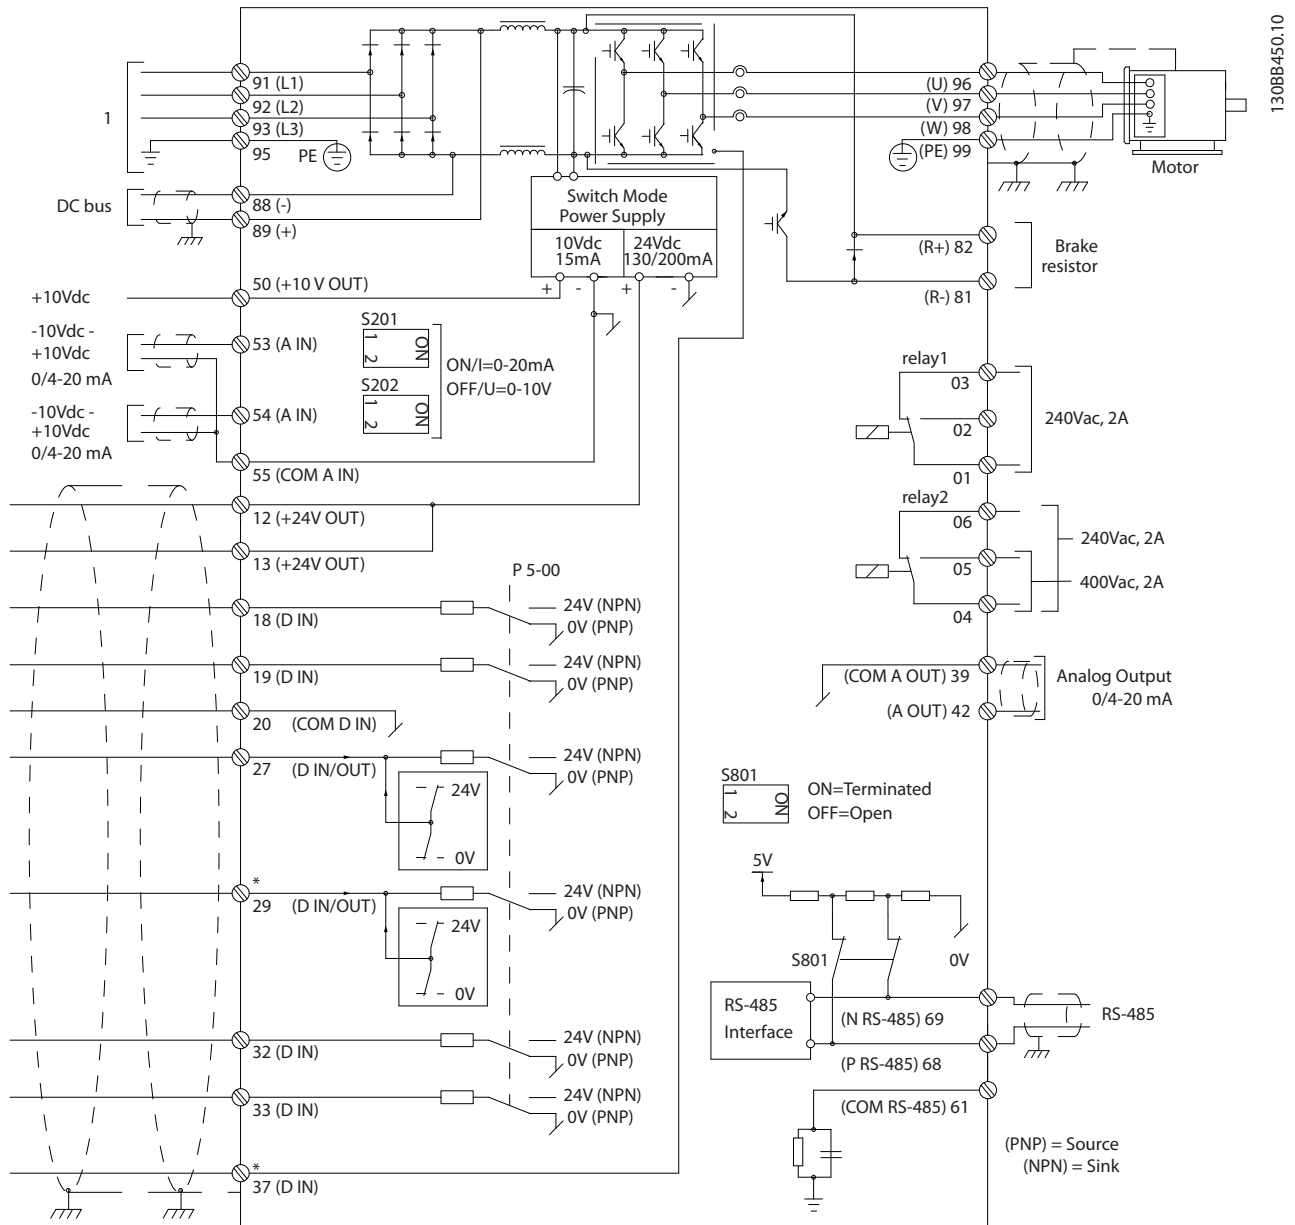 130BB450.10
1
91 (L1)
92 (L2)
93 (L3)
95
PE
(U) 96
(V) 97
(W) 98
(PE) 99
Motor
DC bus
88 (-)
89 (+)
Switch Mode
Power Supply
10Vdc
15mA
24Vdc
130/200mA
+ - + -
(R+) 82
(R-) 81
Brake
resistor
+10Vdc
50 (+10 V OUT)
-10Vdc -
+10Vdc
0/4-20 mA
53 (A IN)
-10Vdc -
+10Vdc
0/4-20 mA
54 (A IN)
55 (COM A IN)
S201
1
2
ON
S202
1
2
ON
ON/I=0-20mA
OFF/U=0-10V
relay1
03
02
01
240Vac, 2A
relay2
06
05
04
240Vac, 2A
400Vac, 2A
12 (+24V OUT)
13 (+24V OUT)
P 5-00
18 (D IN)
24V (NPN)
0V (PNP)
19 (D IN)
24V (NPN)
0V (PNP)
20 (COM D IN)
27 (D IN/OUT)
24V (NPN)
0V (PNP)
24V
0V
*
29 (D IN/OUT)
24V (NPN)
0V (PNP)
24V
0V
32 (D IN)
24V (NPN)
0V (PNP)
33 (D IN)
24V (NPN)
0V (PNP)
*
37 (D IN)
(COM A OUT) 39
(A OUT) 42
Analog Output
0/4-20 mA
S801
1
2
ON
ON=Terminated
OFF=Open
5V
S801
0V
RS-485
Interface
(N RS-485) 69
(P RS-485) 68
RS-485
(COM RS-485) 61
(PNP) = Source
(NPN) = Sink